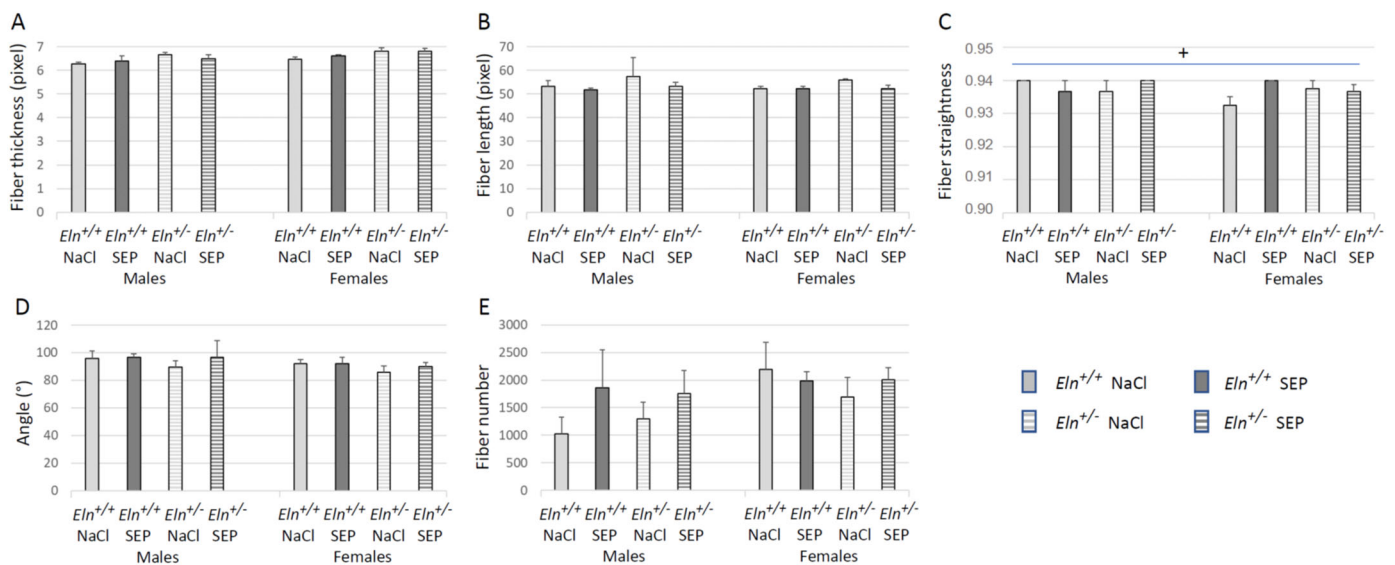 A
Fiber thickness (pixel)
7
6
5
4
3
2
1
0
Eln+/+ Eln+/+ Eln+/- Eln+/- Eln+/+ Eln+/+ Eln+/- Eln+/-
NaCl SEP NaCl SEP NaCl SEP NaCl SEP
Males Females
B
Fiber length (pixel)
70
60
50
40
30
20
10
0
Eln+/+ Eln+/+ Eln+/- Eln+/- Eln+/+ Eln+/+ Eln+/- Eln+/-
NaCl SEP NaCl SEP NaCl SEP NaCl SEP
Males Females
C
Fiber straightness
0.95
0.94
0.93
0.92
0.91
0.90
+
Eln+/+ Eln+/+ Eln+/- Eln+/- Eln+/+ Eln+/+ Eln+/- Eln+/-
NaCl SEP NaCl SEP NaCl SEP NaCl SEP
Males Females
D
Angle (°)
120
100
80
60
40
20
0
Eln+/+ Eln+/+ Eln+/- Eln+/- Eln+/+ Eln+/+ Eln+/- Eln+/-
NaCl SEP NaCl SEP NaCl SEP NaCl SEP
Males Females
E
Fiber number
3000
2500
2000
1500
1000
500
0
Eln+/+ Eln+/+ Eln+/- Eln+/- Eln+/+ Eln+/+ Eln+/- Eln+/-
NaCl SEP NaCl SEP NaCl SEP NaCl SEP
Males Females
Eln+/+ NaCl Eln+/+ SEP
Eln+/- NaCl Eln+/- SEP